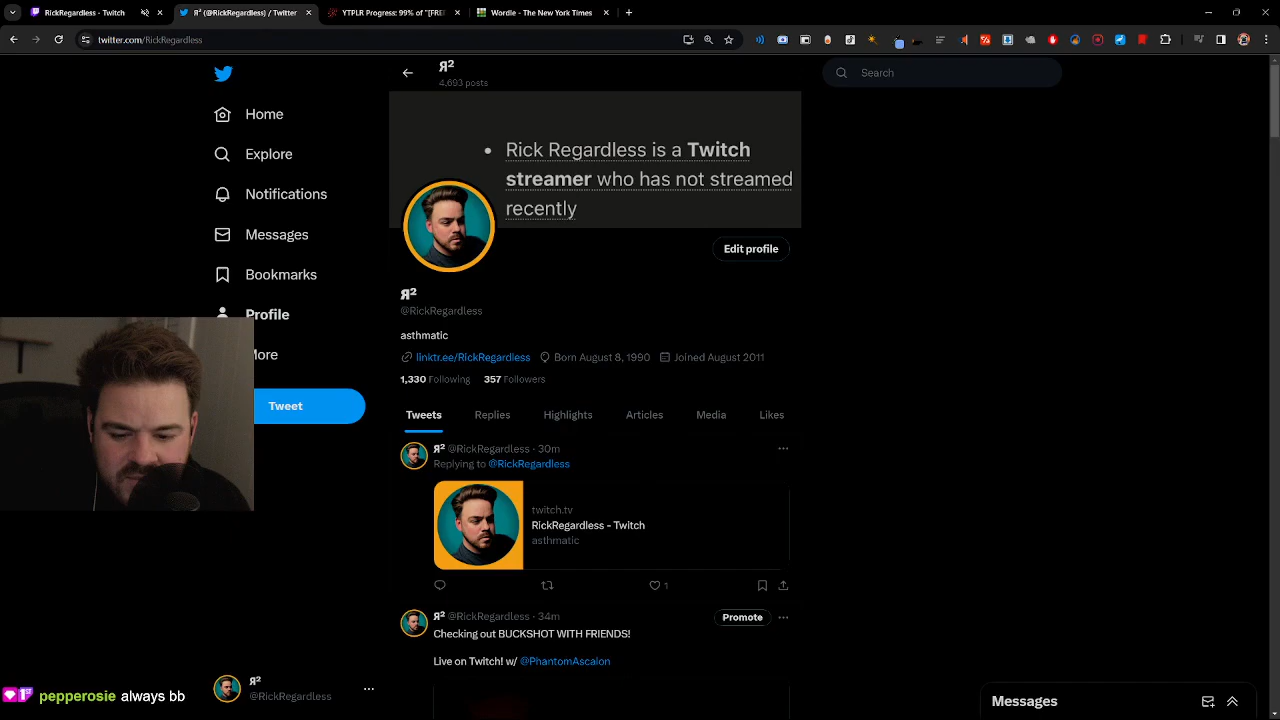 RickRegardless - Twitch
Я² (@RickRegardless) / Twitter
YTPLR Progress: 99% of "[FREE
Wordle - The New York Times
twitter.com/RickRegardless
Я²
4,693 posts
Search
Home
Explore
Notifications
Messages
Bookmarks
Profile
More
Tweet
Rick Regardless is a Twitch
streamer who has not streamed
recently
Edit profile
Я²
@RickRegardless
asthmatic
linktr.ee/RickRegardless Born August 8, 1990 Joined August 2011
1,330 Following 357 Followers
Tweets Replies Highlights Articles Media Likes
Я² @RickRegardless · 30m
Replying to @RickRegardless
twitch.tv
RickRegardless - Twitch
asthmatic
1
Я² @RickRegardless · 34m
Promote
Checking out BUCKSHOT WITH FRIENDS!
Live on Twitch! w/ @PhantomAscalon
pepperosie always bb
Я²
@RickRegardless
Messages